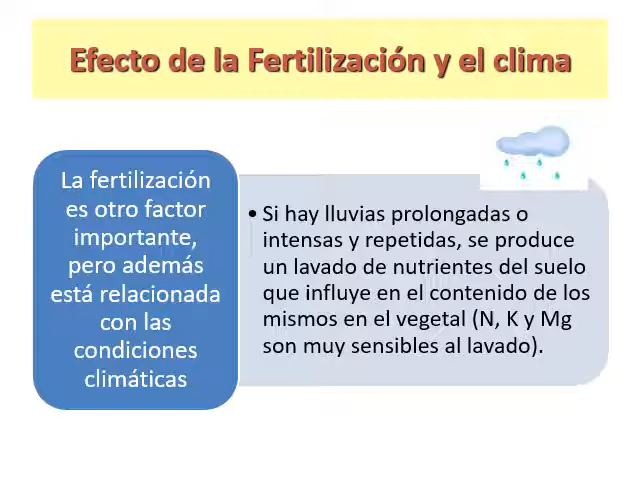 Efecto de la Fertilización y el clima
La fertilización
es otro factor
importante,
pero además
está relacionada
con las
condiciones
climáticas
• Si hay lluvias prolongadas o
intensas y repetidas, se produce
un lavado de nutrientes del suelo
que influye en el contenido de los
mismos en el vegetal (N, K y Mg
son muy sensibles al lavado).